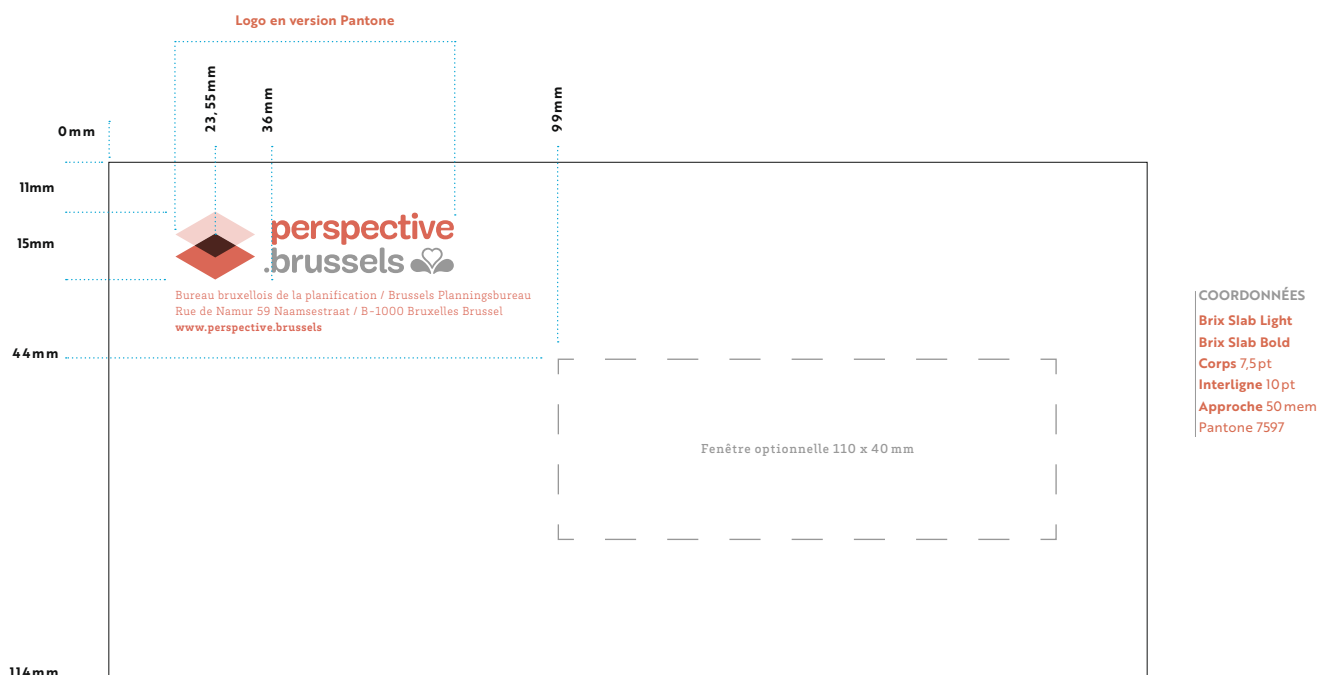 Logo en version Pantone
0mm
23,55mm
36mm
99mm
11mm
15mm
perspective
.brussels
Bureau bruxellois de la planification / Brussels Planningsbureau
Rue de Namur 59 Naamsestraat / B-1000 Bruxelles Brussel
www.perspective.brussels
44mm
Fenêtre optionnelle 110 x 40 mm
COORDONNÉES
Brix Slab Light
Brix Slab Bold
Corps 7,5 pt
Interligne 10 pt
Approche 50 mem
Pantone 7597
114mm